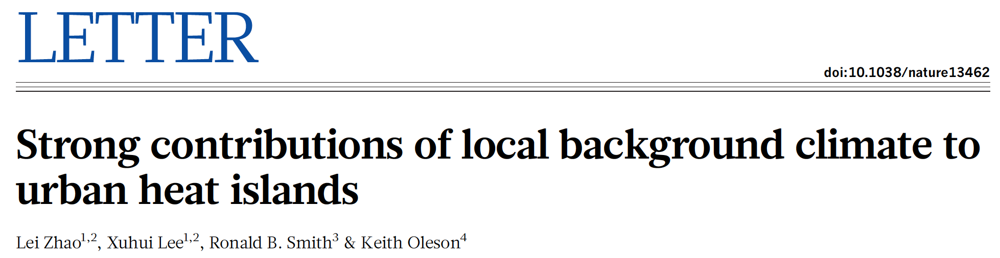 LETTER
doi:10.1038/nature13462
Strong contributions of local background climate to
urban heat islands
Lei Zhao1,2, Xuhui Lee1,2, Ronald B. Smith3 & Keith Oleson4